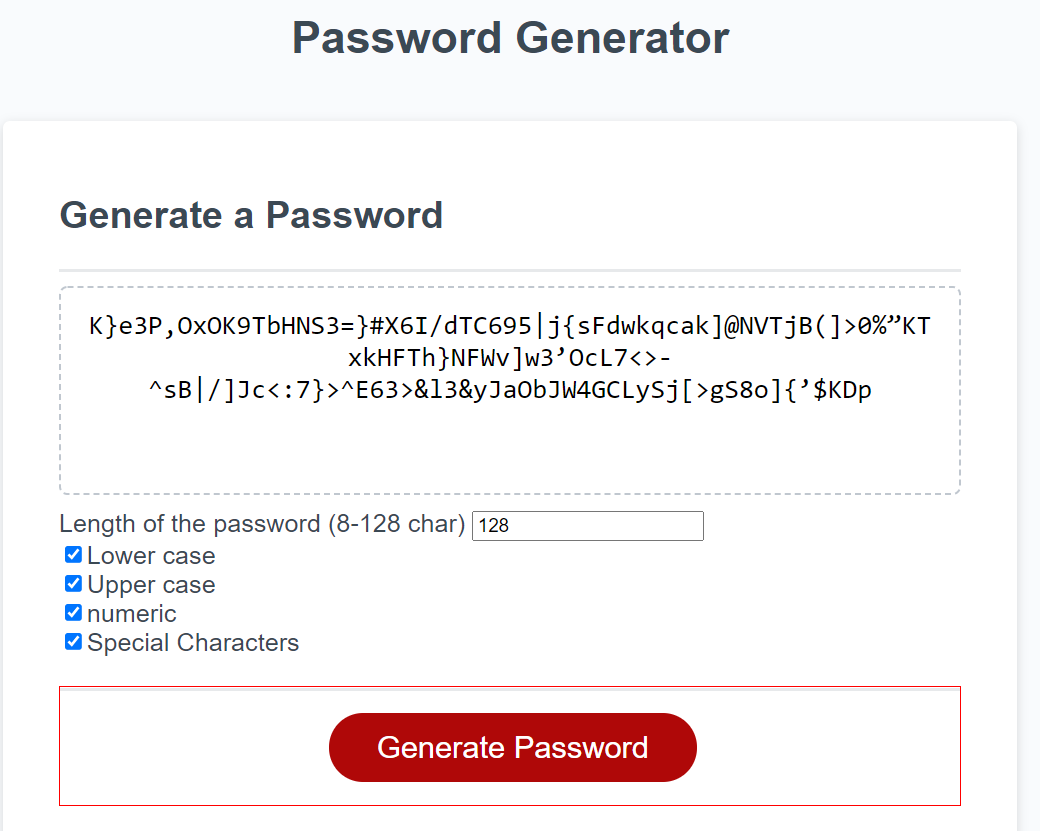 Password Generator
Generate a Password
K}e3P,OxOK9TbHNS3=}#X6I/dTC695|j{sFdwkqcak]@NVTjB(]>0%”KT
xkHFTh}NFWv]w3’OcL7<>-
^sB|/]Jc<:7}>^E63>&l3&yJaObJW4GCLySj[>gS8o]{’$KDp
Length of the password (8-128 char) 128
Lower case
Upper case
numeric
Special Characters
Generate Password